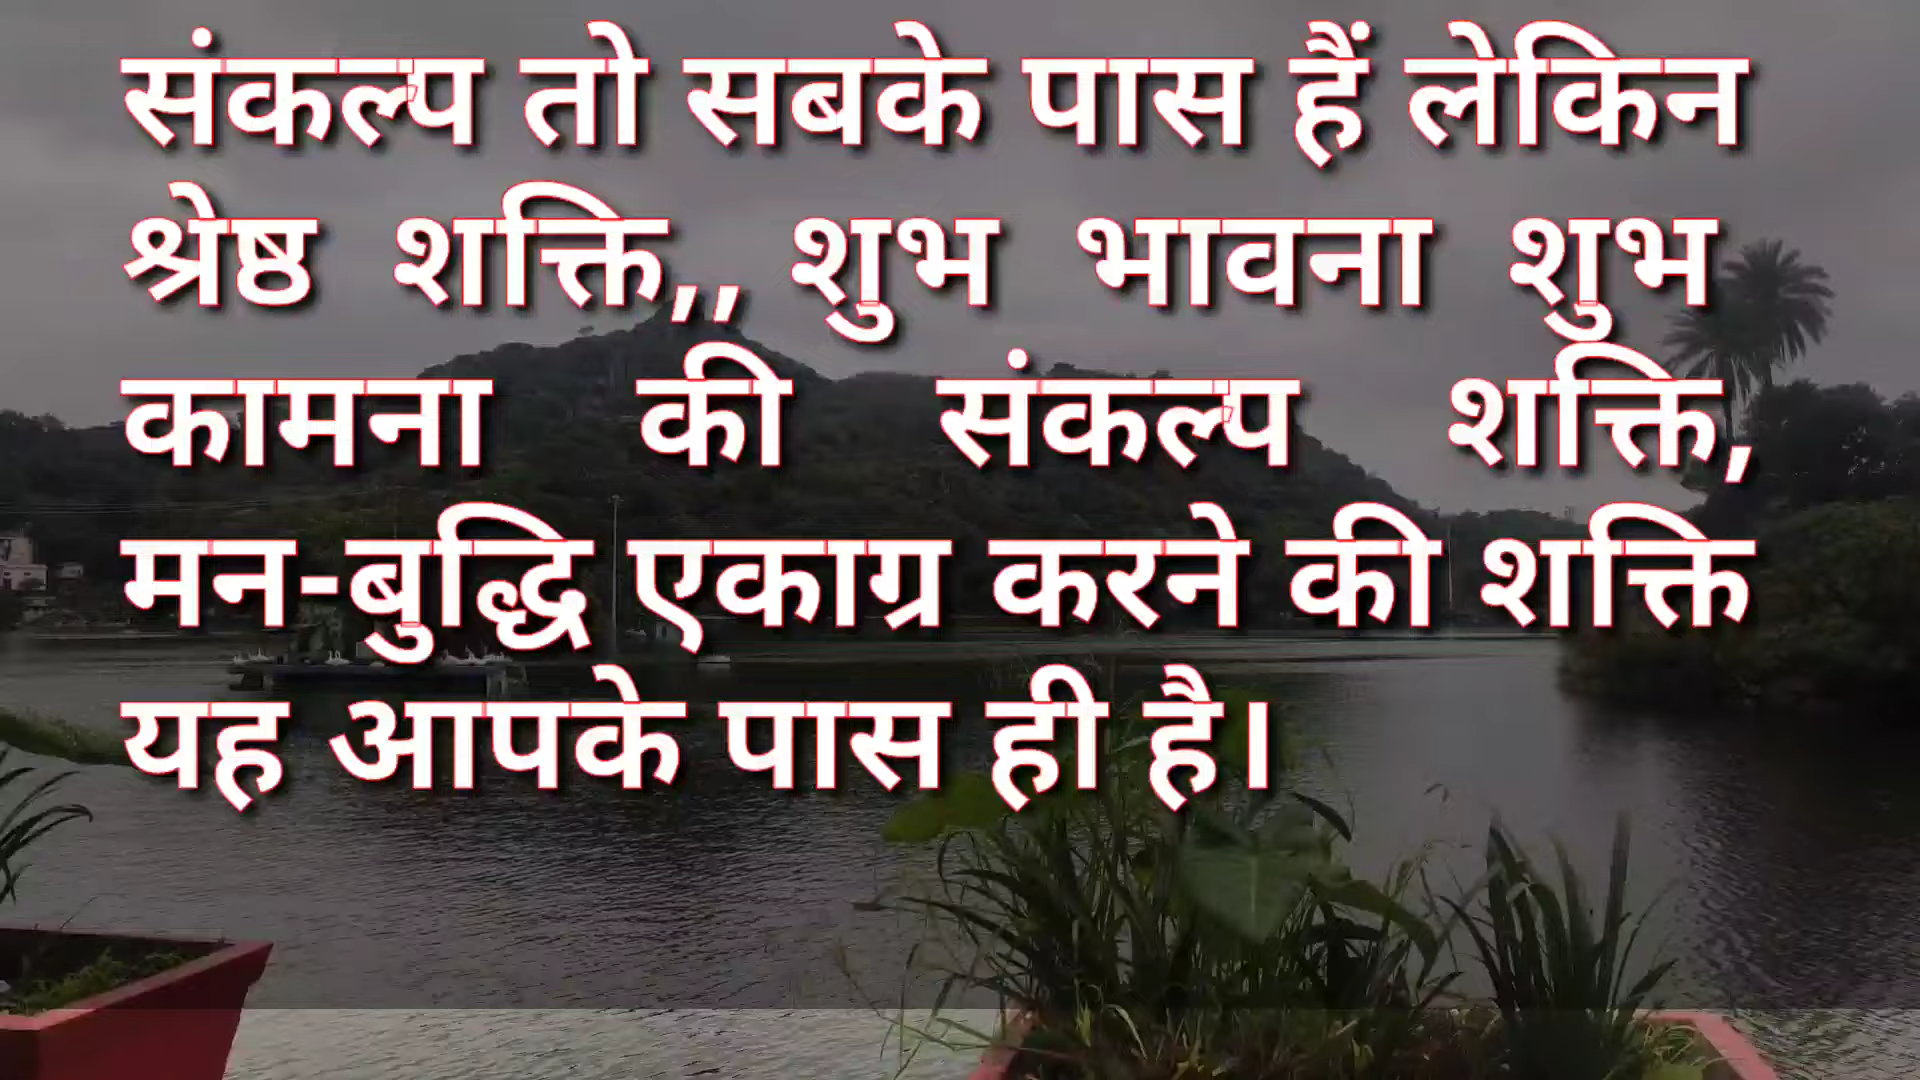 संकल्प तो सबके पास हैं लेकिन
श्रेष्ठ शक्ति,, शुभ भावना शुभ
कामना की संकल्प शक्ति,
मन-बुद्धि एकाग्र करने की शक्ति
यह आपके पास ही है।